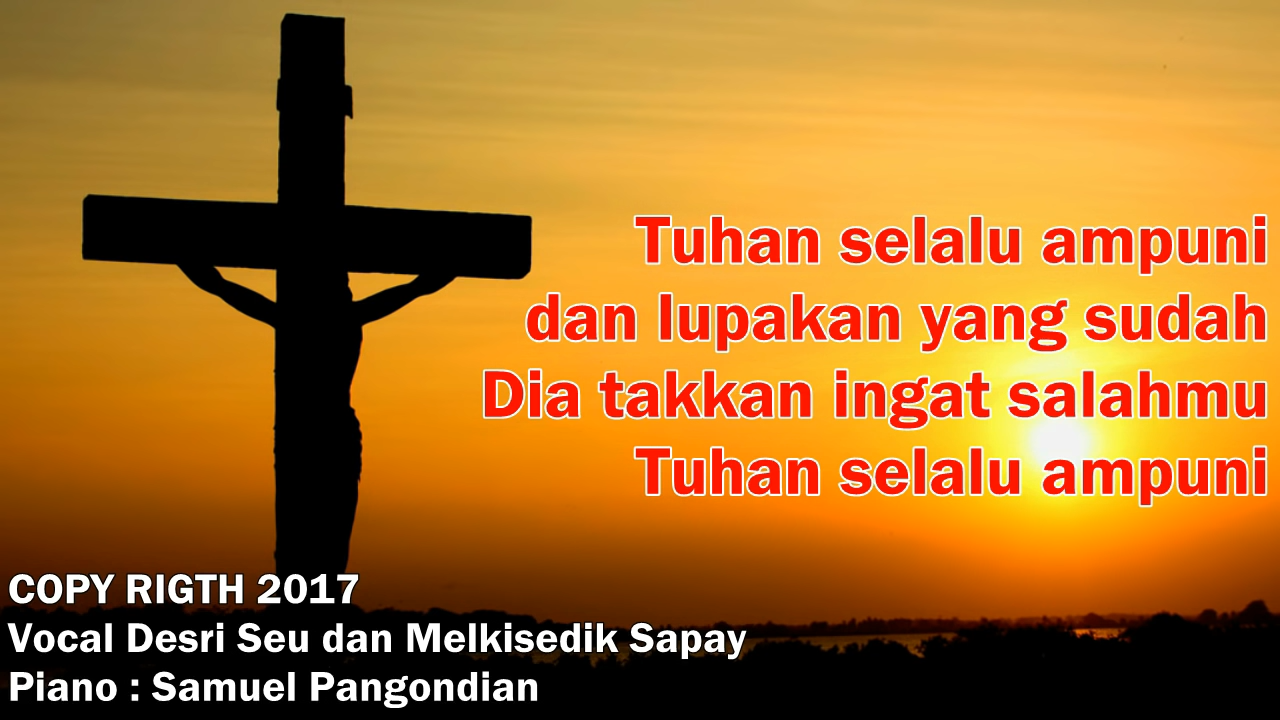 Tuhan selalu ampuni
dan lupakan yang sudah
Dia takkan ingat salahmu
Tuhan selalu ampuni
COPY RIGTH 2017
Vocal Desri Seu dan Melkisedik Sapay
Piano : Samuel Pangondian